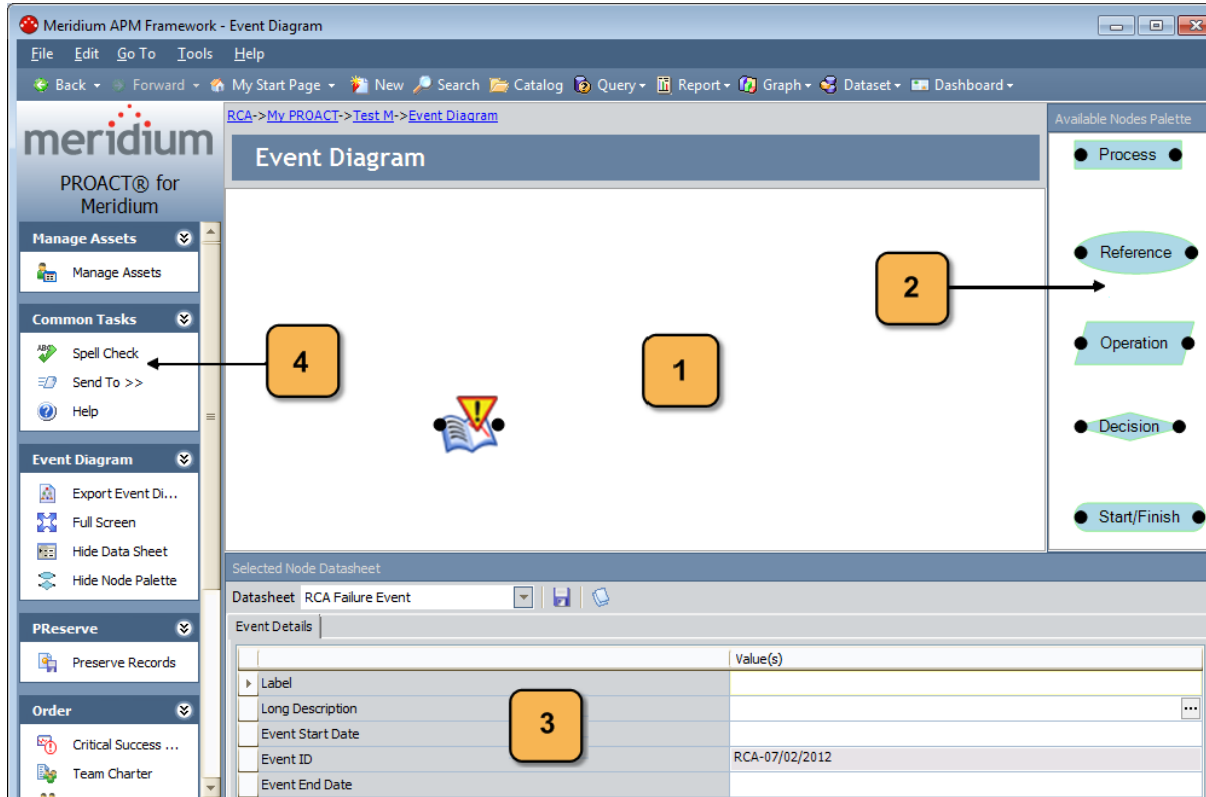 Meridium APM Framework - Event Diagram
File Edit Go To Tools Help
Back Forward My Start Page New Search Catalog Query Report Graph Dataset Dashboard
meridium
PROACT® for
Meridium
Manage Assets
Manage Assets
Common Tasks
ABC
Spell Check
Send To >>
Help
Event Diagram
Export Event Di...
Full Screen
Hide Data Sheet
Hide Node Palette
PReserve
Preserve Records
Order
Critical Success ...
Team Charter
RCA->My PROACT->Test M->Event Diagram
Event Diagram
1
2
3
4
Available Nodes Palette
Process
Reference
Operation
Decision
Start/Finish
Selected Node Datasheet
Datasheet RCA Failure Event
Event Details
Value(s)
Label
Long Description ...
Event Start Date
Event ID RCA-07/02/2012
Event End Date